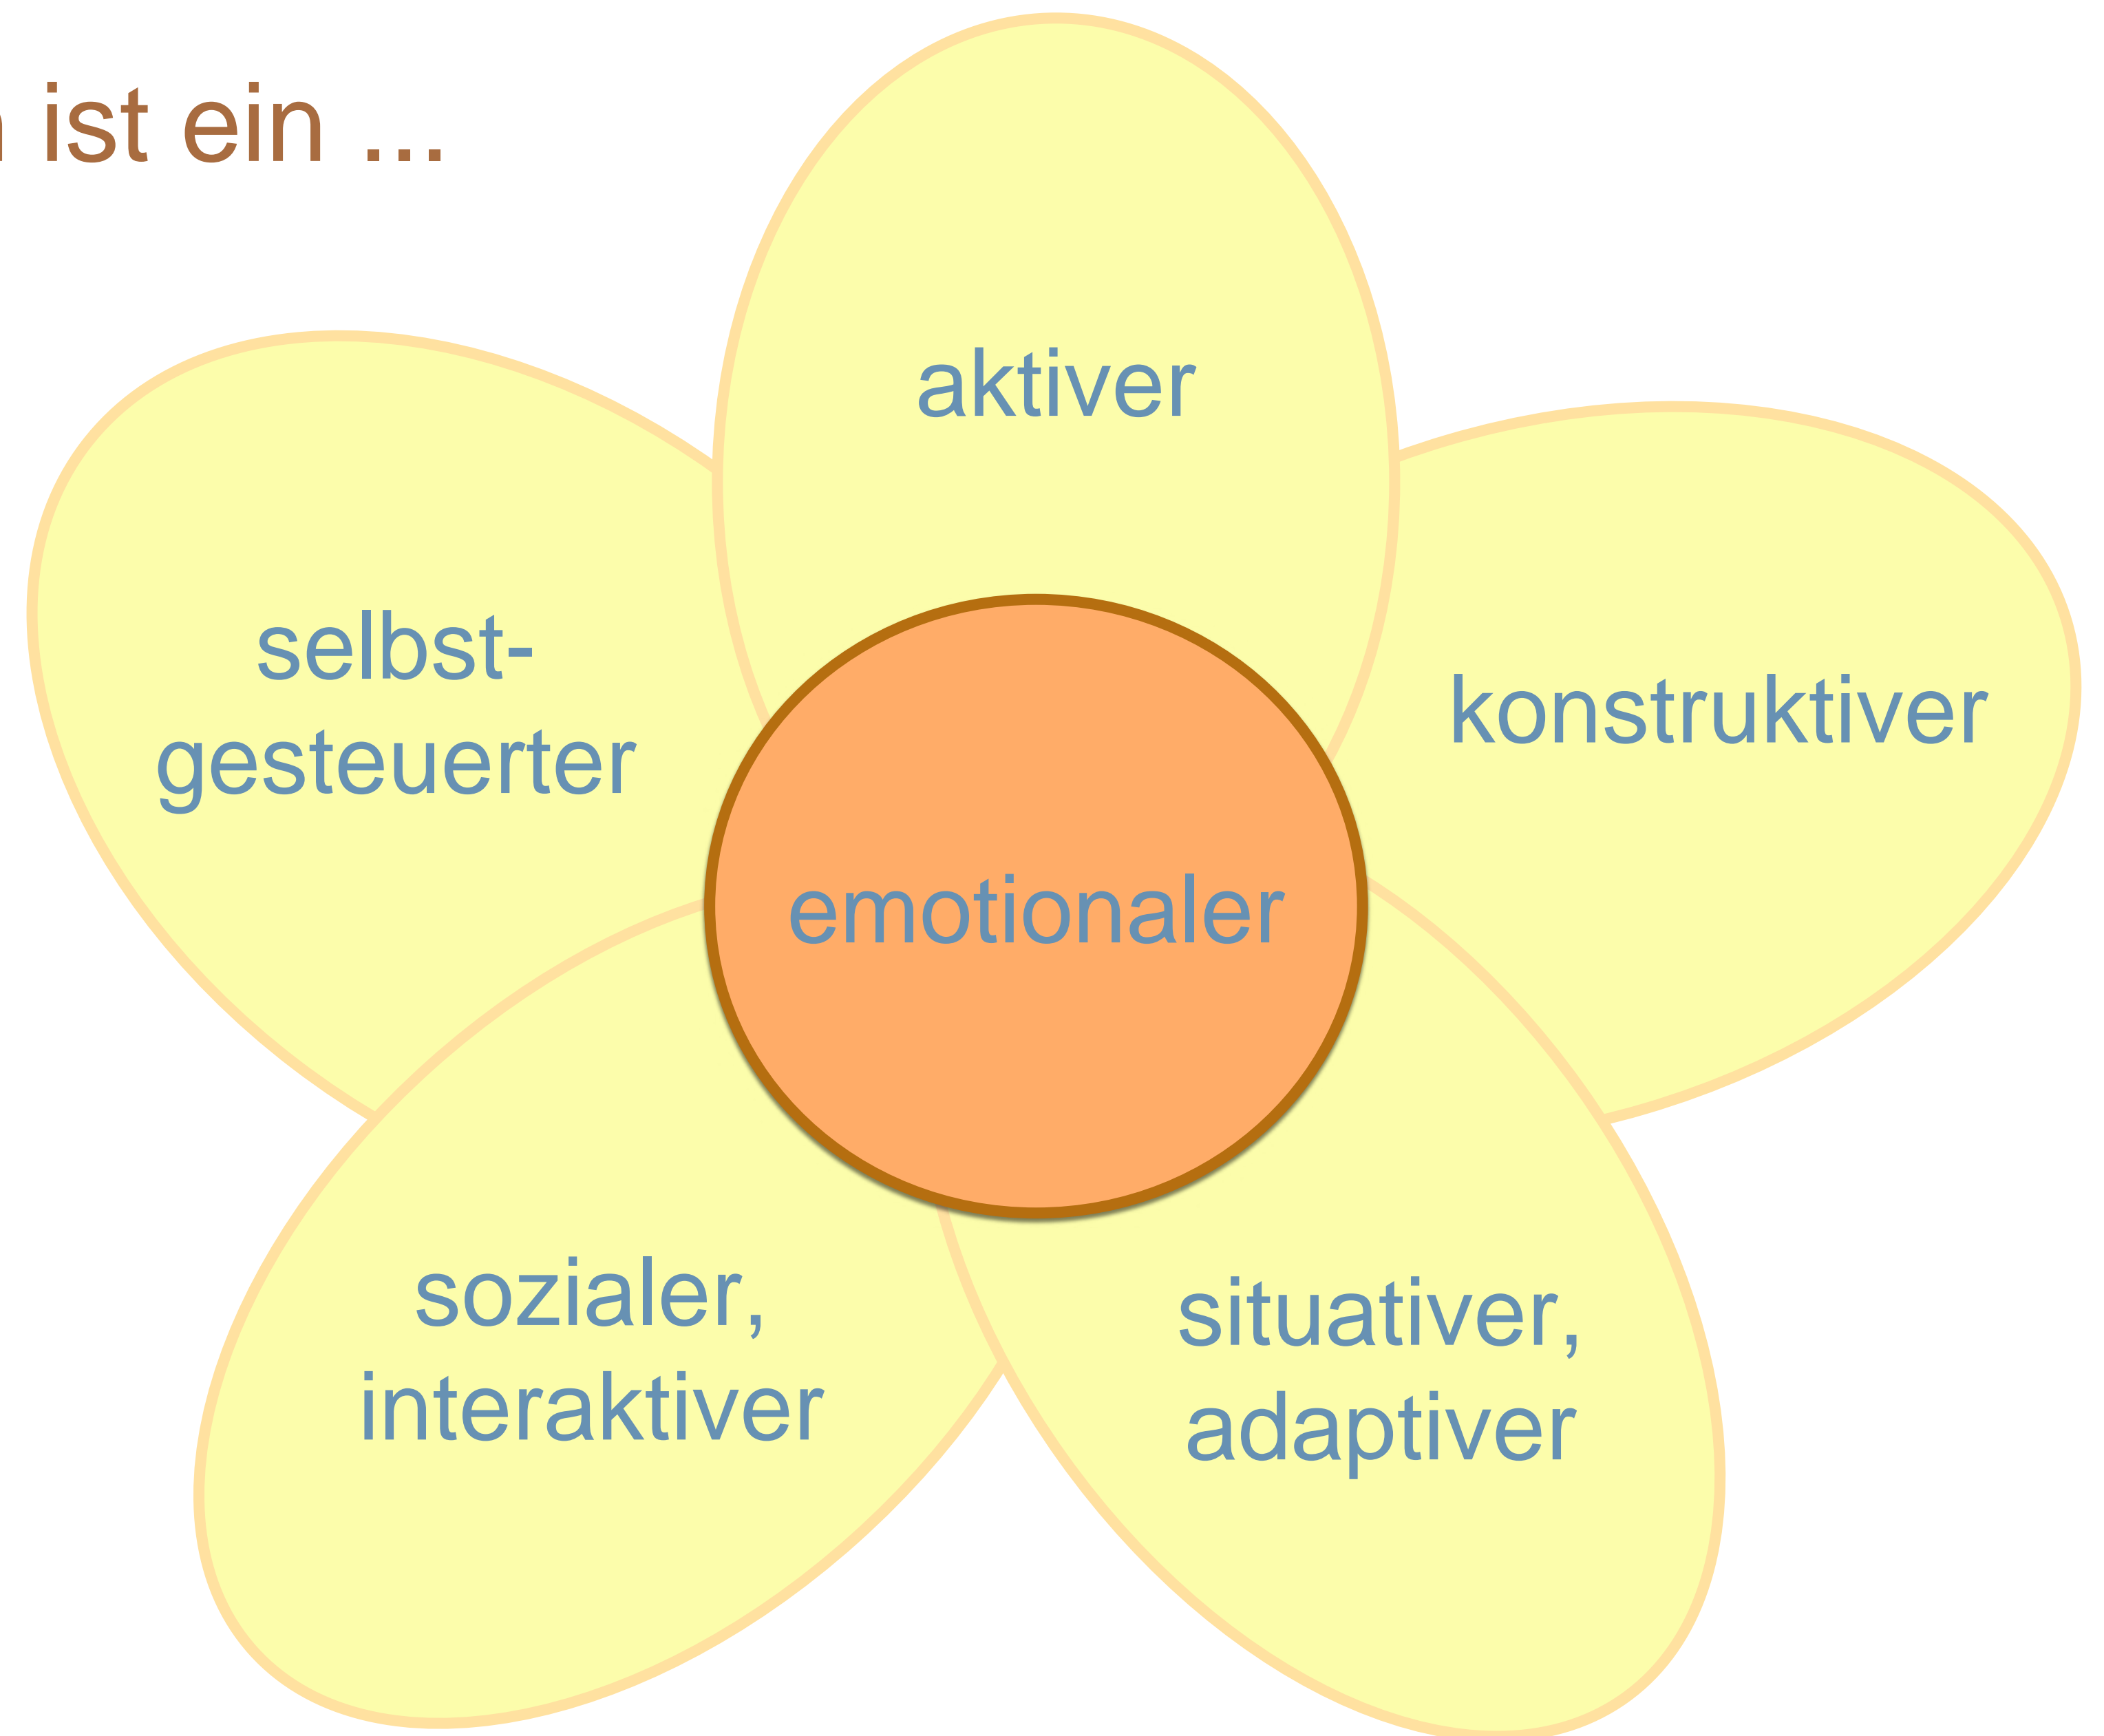 ist ein ...
aktiver
selbst-
gesteuerter
konstruktiver
emotionaler
sozialer,
interaktiver
situativer,
adaptiver